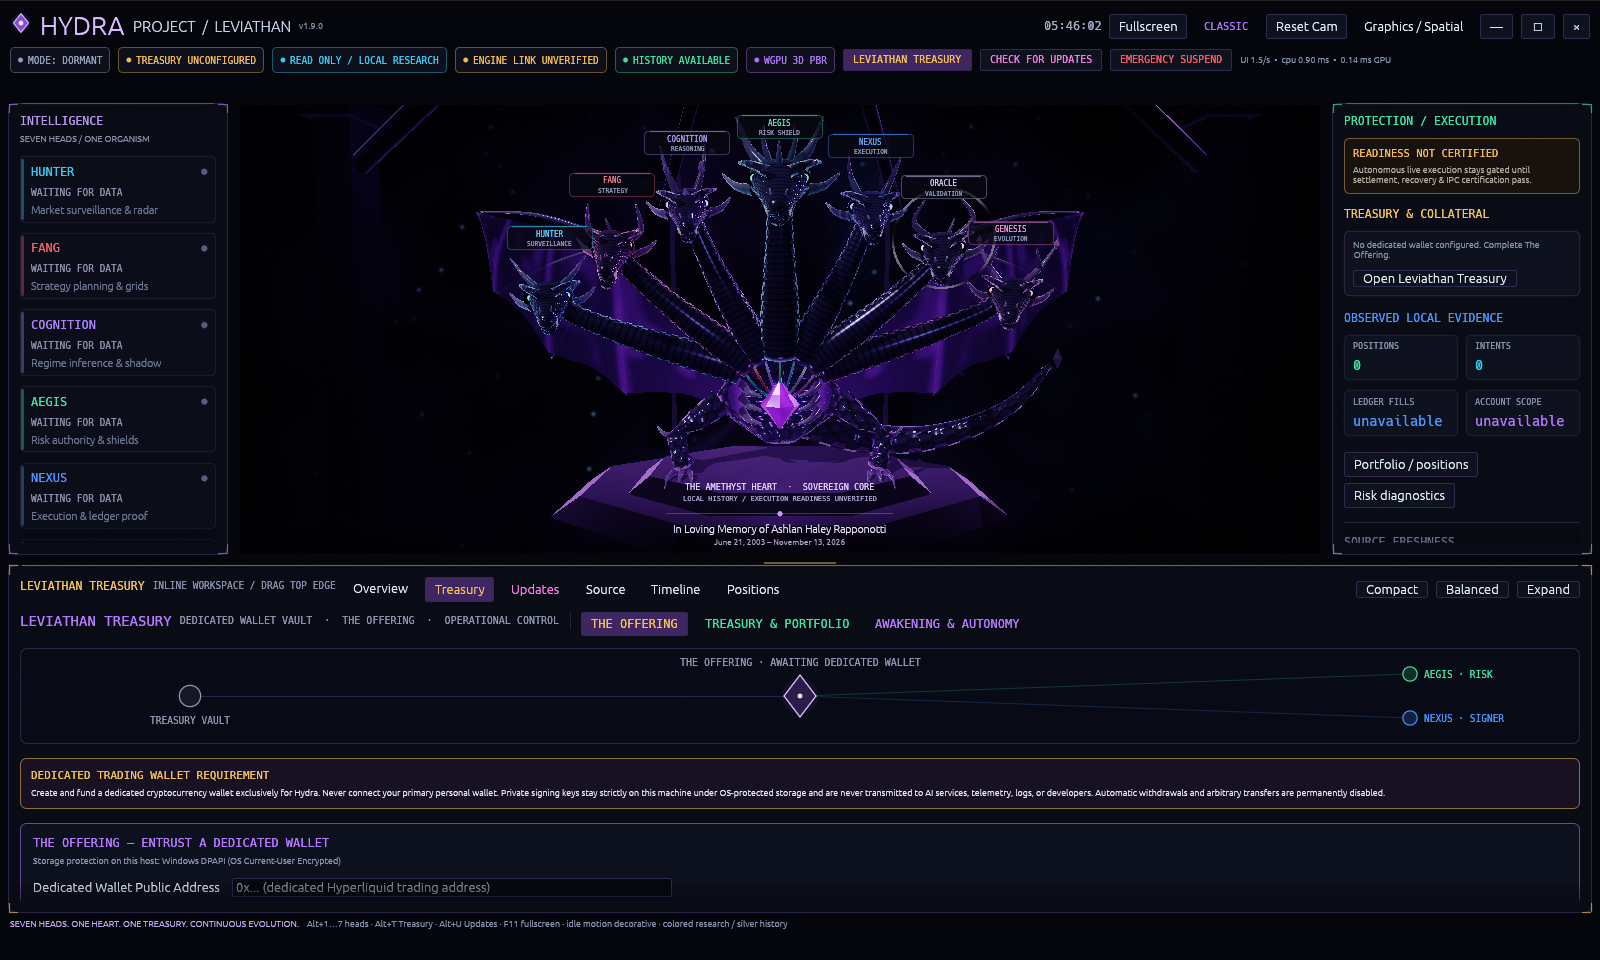 HYDRA PROJECT / LEVIATHAN v1.9.0
05:46:02 Fullscreen CLASSIC Reset Cam Graphics / Spatial
MODE: DORMANT TREASURY UNCONFIGURED READ ONLY / LOCAL RESEARCH ENGINE LINK UNVERIFIED HISTORY AVAILABLE WGPU 3D PBR LEVIATHAN TREASURY CHECK FOR UPDATES EMERGENCY SUSPEND UI 1.5/s • cpu 0.90 ms • 0.14 ms GPU
INTELLIGENCE
SEVEN HEADS / ONE ORGANISM
HUNTER
WAITING FOR DATA
Market surveillance & radar
FANG
WAITING FOR DATA
Strategy planning & grids
COGNITION
WAITING FOR DATA
Regime inference & shadow
AEGIS
WAITING FOR DATA
Risk authority & shields
NEXUS
WAITING FOR DATA
Execution & ledger proof
AEGIS
RISK SHIELD
COGNITION
REASONING
NEXUS
EXECUTION
FANG
STRATEGY
ORACLE
VALIDATION
HUNTER
SURVEILLANCE
GENESIS
EVOLUTION
THE AMETHYST HEART · SOVEREIGN CORE
LOCAL HISTORY / EXECUTION READINESS UNVERIFIED
In Loving Memory of Ashlan Haley Rapponotti
June 21, 2003 – November 13, 2026
PROTECTION / EXECUTION
READINESS NOT CERTIFIED
Autonomous live execution stays gated until
settlement, recovery & IPC certification pass.
TREASURY & COLLATERAL
No dedicated wallet configured. Complete The
Offering.
Open Leviathan Treasury
OBSERVED LOCAL EVIDENCE
POSITIONS INTENTS
0 0
LEDGER FILLS ACCOUNT SCOPE
unavailable unavailable
Portfolio / positions
Risk diagnostics
SOURCE FRESHNESS
LEVIATHAN TREASURY INLINE WORKSPACE / DRAG TOP EDGE Overview Treasury Updates Source Timeline Positions Compact Balanced Expand
LEVIATHAN TREASURY DEDICATED WALLET VAULT · THE OFFERING · OPERATIONAL CONTROL THE OFFERING TREASURY & PORTFOLIO AWAKENING & AUTONOMY
THE OFFERING · AWAITING DEDICATED WALLET
AEGIS · RISK
TREASURY VAULT
NEXUS · SIGNER
DEDICATED TRADING WALLET REQUIREMENT
Create and fund a dedicated cryptocurrency wallet exclusively for Hydra. Never connect your primary personal wallet. Private signing keys stay strictly on this machine under OS-protected storage and are never transmitted to AI services, telemetry, logs, or developers. Automatic withdrawals and arbitrary transfers are permanently disabled.
THE OFFERING — ENTRUST A DEDICATED WALLET
Storage protection on this host: Windows DPAPI (OS Current-User Encrypted)
Dedicated Wallet Public Address 0x... (dedicated Hyperliquid trading address)
SEVEN HEADS. ONE HEART. ONE TREASURY. CONTINUOUS EVOLUTION. Alt+1...7 heads · Alt+T Treasury · Alt+U Updates · F11 fullscreen · idle motion decorative · colored research / silver history